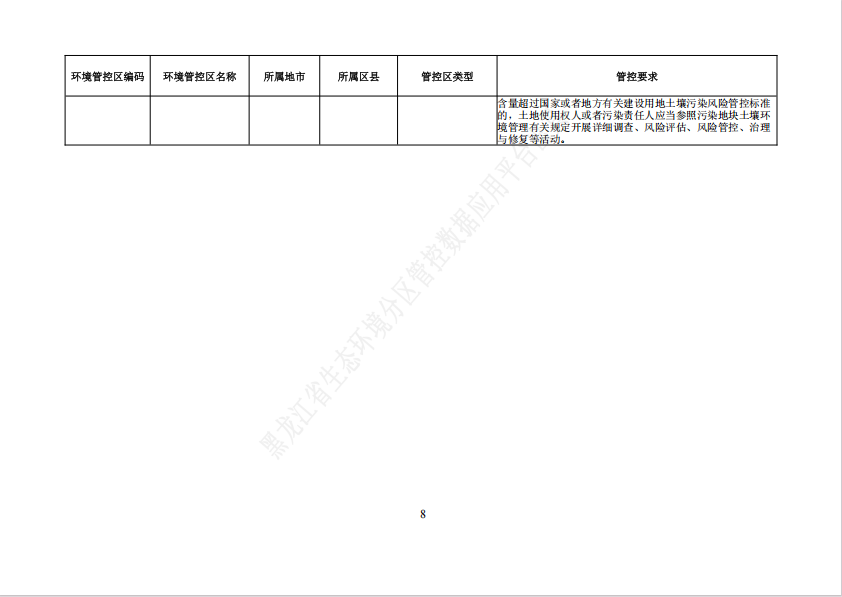 环境管控区编码 环境管控区名称 所属地市 所属区县 管控区类型 管控要求
含量超过国家或者地方有关建设用地土壤污染风险管控标准
的，土地使用权人或者污染责任人应当参照污染地块土壤环
境管理有关规定开展详细调查、风险评估、风险管控、治理
与修复等活动。
黑龙江省生态环境分区管控数据应用平台
8